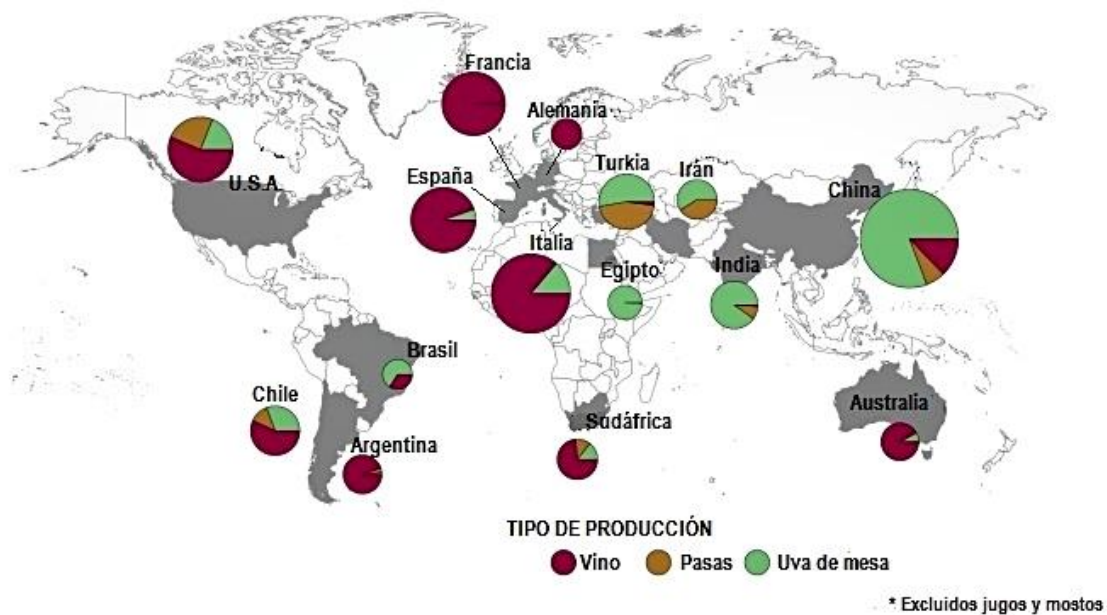 Francia
Alemania
U.S.A.
España
Turkia
Irán
China
Italia
Egipto
India
Brasil
Chile
Argentina
Sudáfrica
Australia
TIPO DE PRODUCCIÓN
Vino
Pasas
Uva de mesa
* Excluidos jugos y mostos